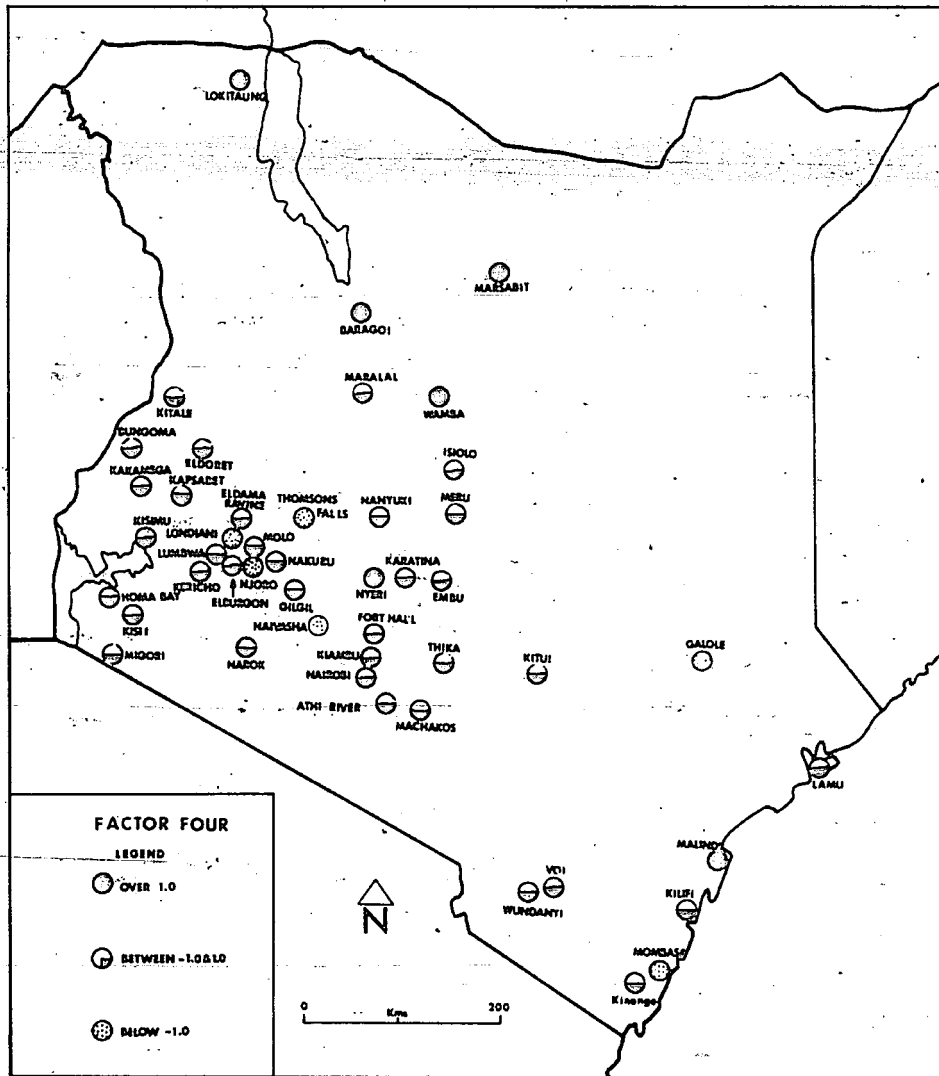 LOKITAUNG
MARSABIT
BARAGOI
MARALAL
WAMBA
KITALE
BUNGOMA
ELDORET
ISIOLO
KAKAMEGA
KAPSABET
ELDAMA
RAVINE
THOMSONS
FALLS
NANYUKI
MERU
KISIMU
LONDIANI
MOLO
LUMBWA
NAKURU
KARATINA
KERICHO
NJORO
NYERI
EMBU
HOMA BAY
ELBURGON
GILGIL
KISII
NAIVASHA
FORT HALL
MIGORI
NAROK
KIAMBU
THIKA
KITUI
GALOLE
NAIROBI
ATHI RIVER
MACHAKOS
LAMU
FACTOR FOUR
LEGEND
OVER 1.0
BETWEEN -1.0&1.0
BELOW -1.0
N
0 200
Kms
MALINDI
VOI
WUNDANYI
KILIFI
MOMBASA
Kinango